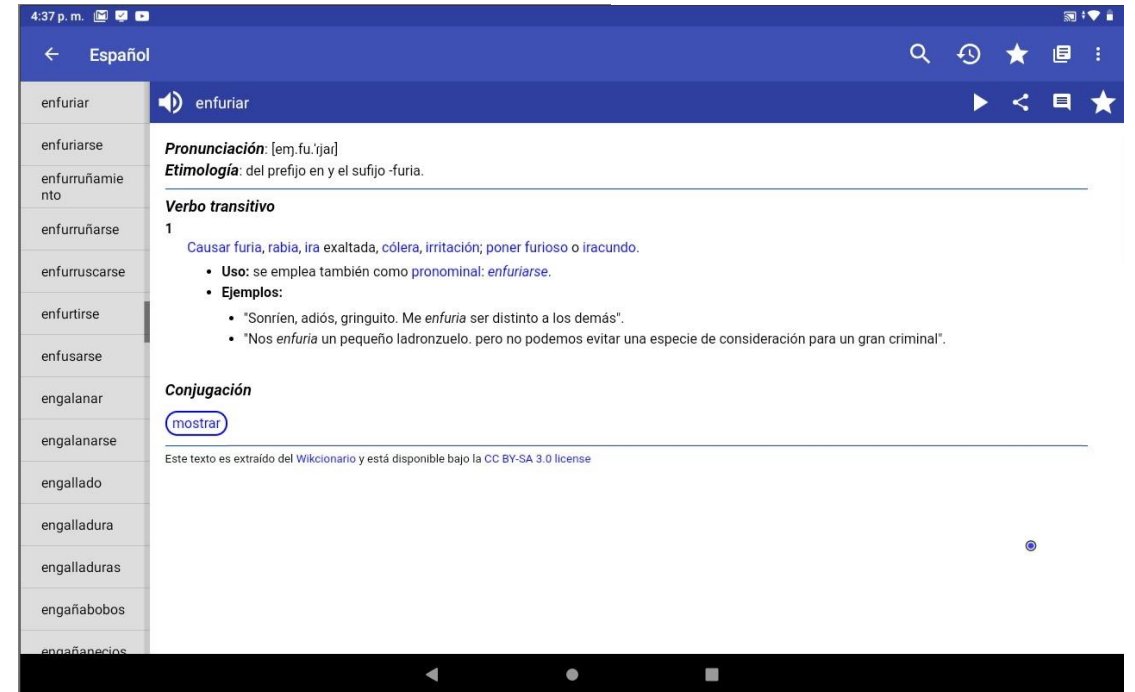 4:37 p. m.
Español
enfuriar
enfuriarse
enfurruñamie
nto
enfurruñarse
enfurruscarse
enfurtirse
enfusarse
engalanar
engalanarse
engallado
engalladura
engalladuras
engañabobos
engañanecios
enfuriar
Pronunciación: [eɱ.fu.ˈɾjaɾ]
Etimología: del prefijo en y el sufijo -furia.
Verbo transitivo
1
Causar furia, rabia, ira exaltada, cólera, irritación; poner furioso o iracundo.
• Uso: se emplea también como pronominal: enfuriarse.
• Ejemplos:
• "Sonríen, adiós, gringuito. Me enfuria ser distinto a los demás".
• "Nos enfuria un pequeño ladronzuelo. pero no podemos evitar una especie de consideración para un gran criminal".
Conjugación
mostrar
Este texto es extraído del Wikcionario y está disponible bajo la CC BY-SA 3.0 license